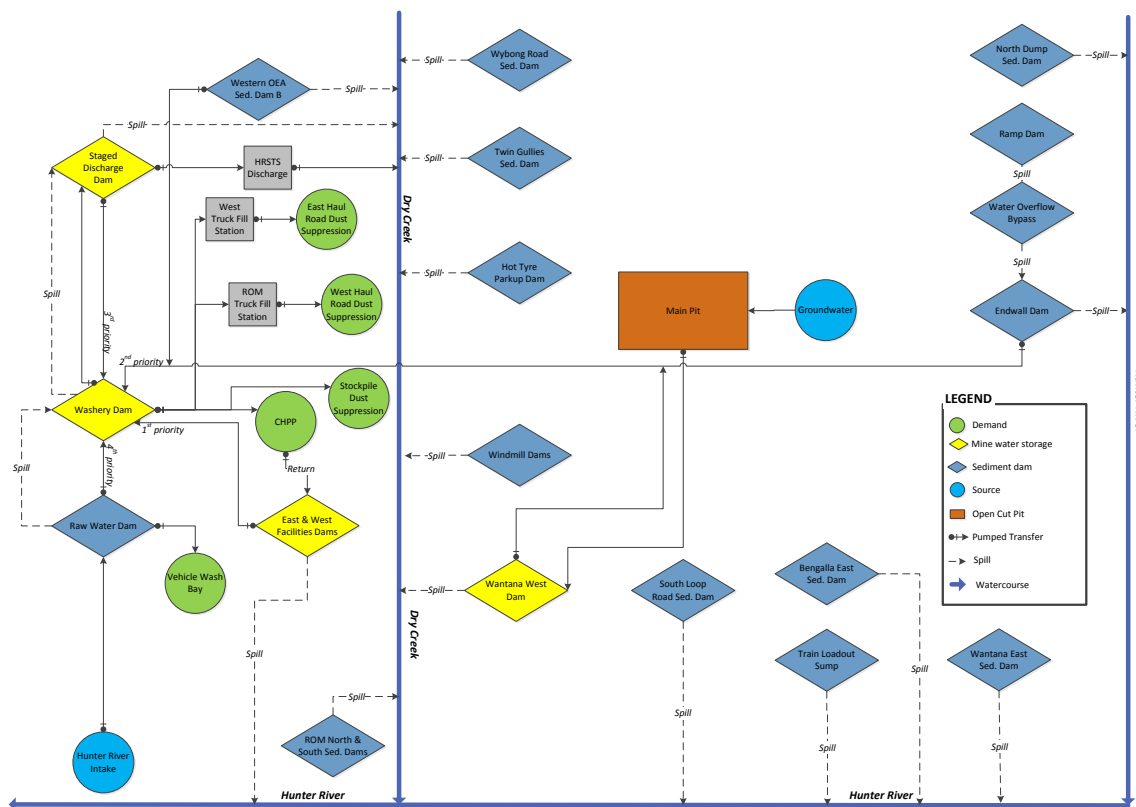 Wybong Road
Sed. Dam
Spill
North Dump
Sed. Dam
Spill
Western OEA
Sed. Dam B
Spill
Spill
Staged
Discharge
Dam
HRSTS
Discharge
Twin Gullies
Sed. Dam
Spill
Ramp Dam
Spill
West
Truck Fill
Station
East Haul
Road Dust
Suppression
Dry Creek
Water Overflow
Bypass
Spill
Hot Tyre
Parkup Dam
Spill
Spill
ROM
Truck Fill
Station
West Haul
Road Dust
Suppression
Main Pit
Groundwater
Endwall Dam
Spill
3rd priority
2nd priority
Washery Dam
Stockpile
Dust
Suppression
CHPP
1st priority
Return
LEGEND
Demand
Mine water storage
Sediment dam
Source
Open Cut Pit
Pumped Transfer
Spill
Watercourse
Spill
4th priority
Windmill Dams
Spill
Raw Water Dam
East & West
Facilities Dams
Vehicle Wash
Bay
Wantana West
Dam
Spill
South Loop
Road Sed. Dam
Bengalla East
Sed. Dam
Dry Creek
Spill
Train Loadout
Sump
Wantana East
Sed. Dam
Spill
Spill
ROM North &
South Sed. Dams
Spill
Spill
Spill
Hunter River
Intake
Hunter River
Hunter River